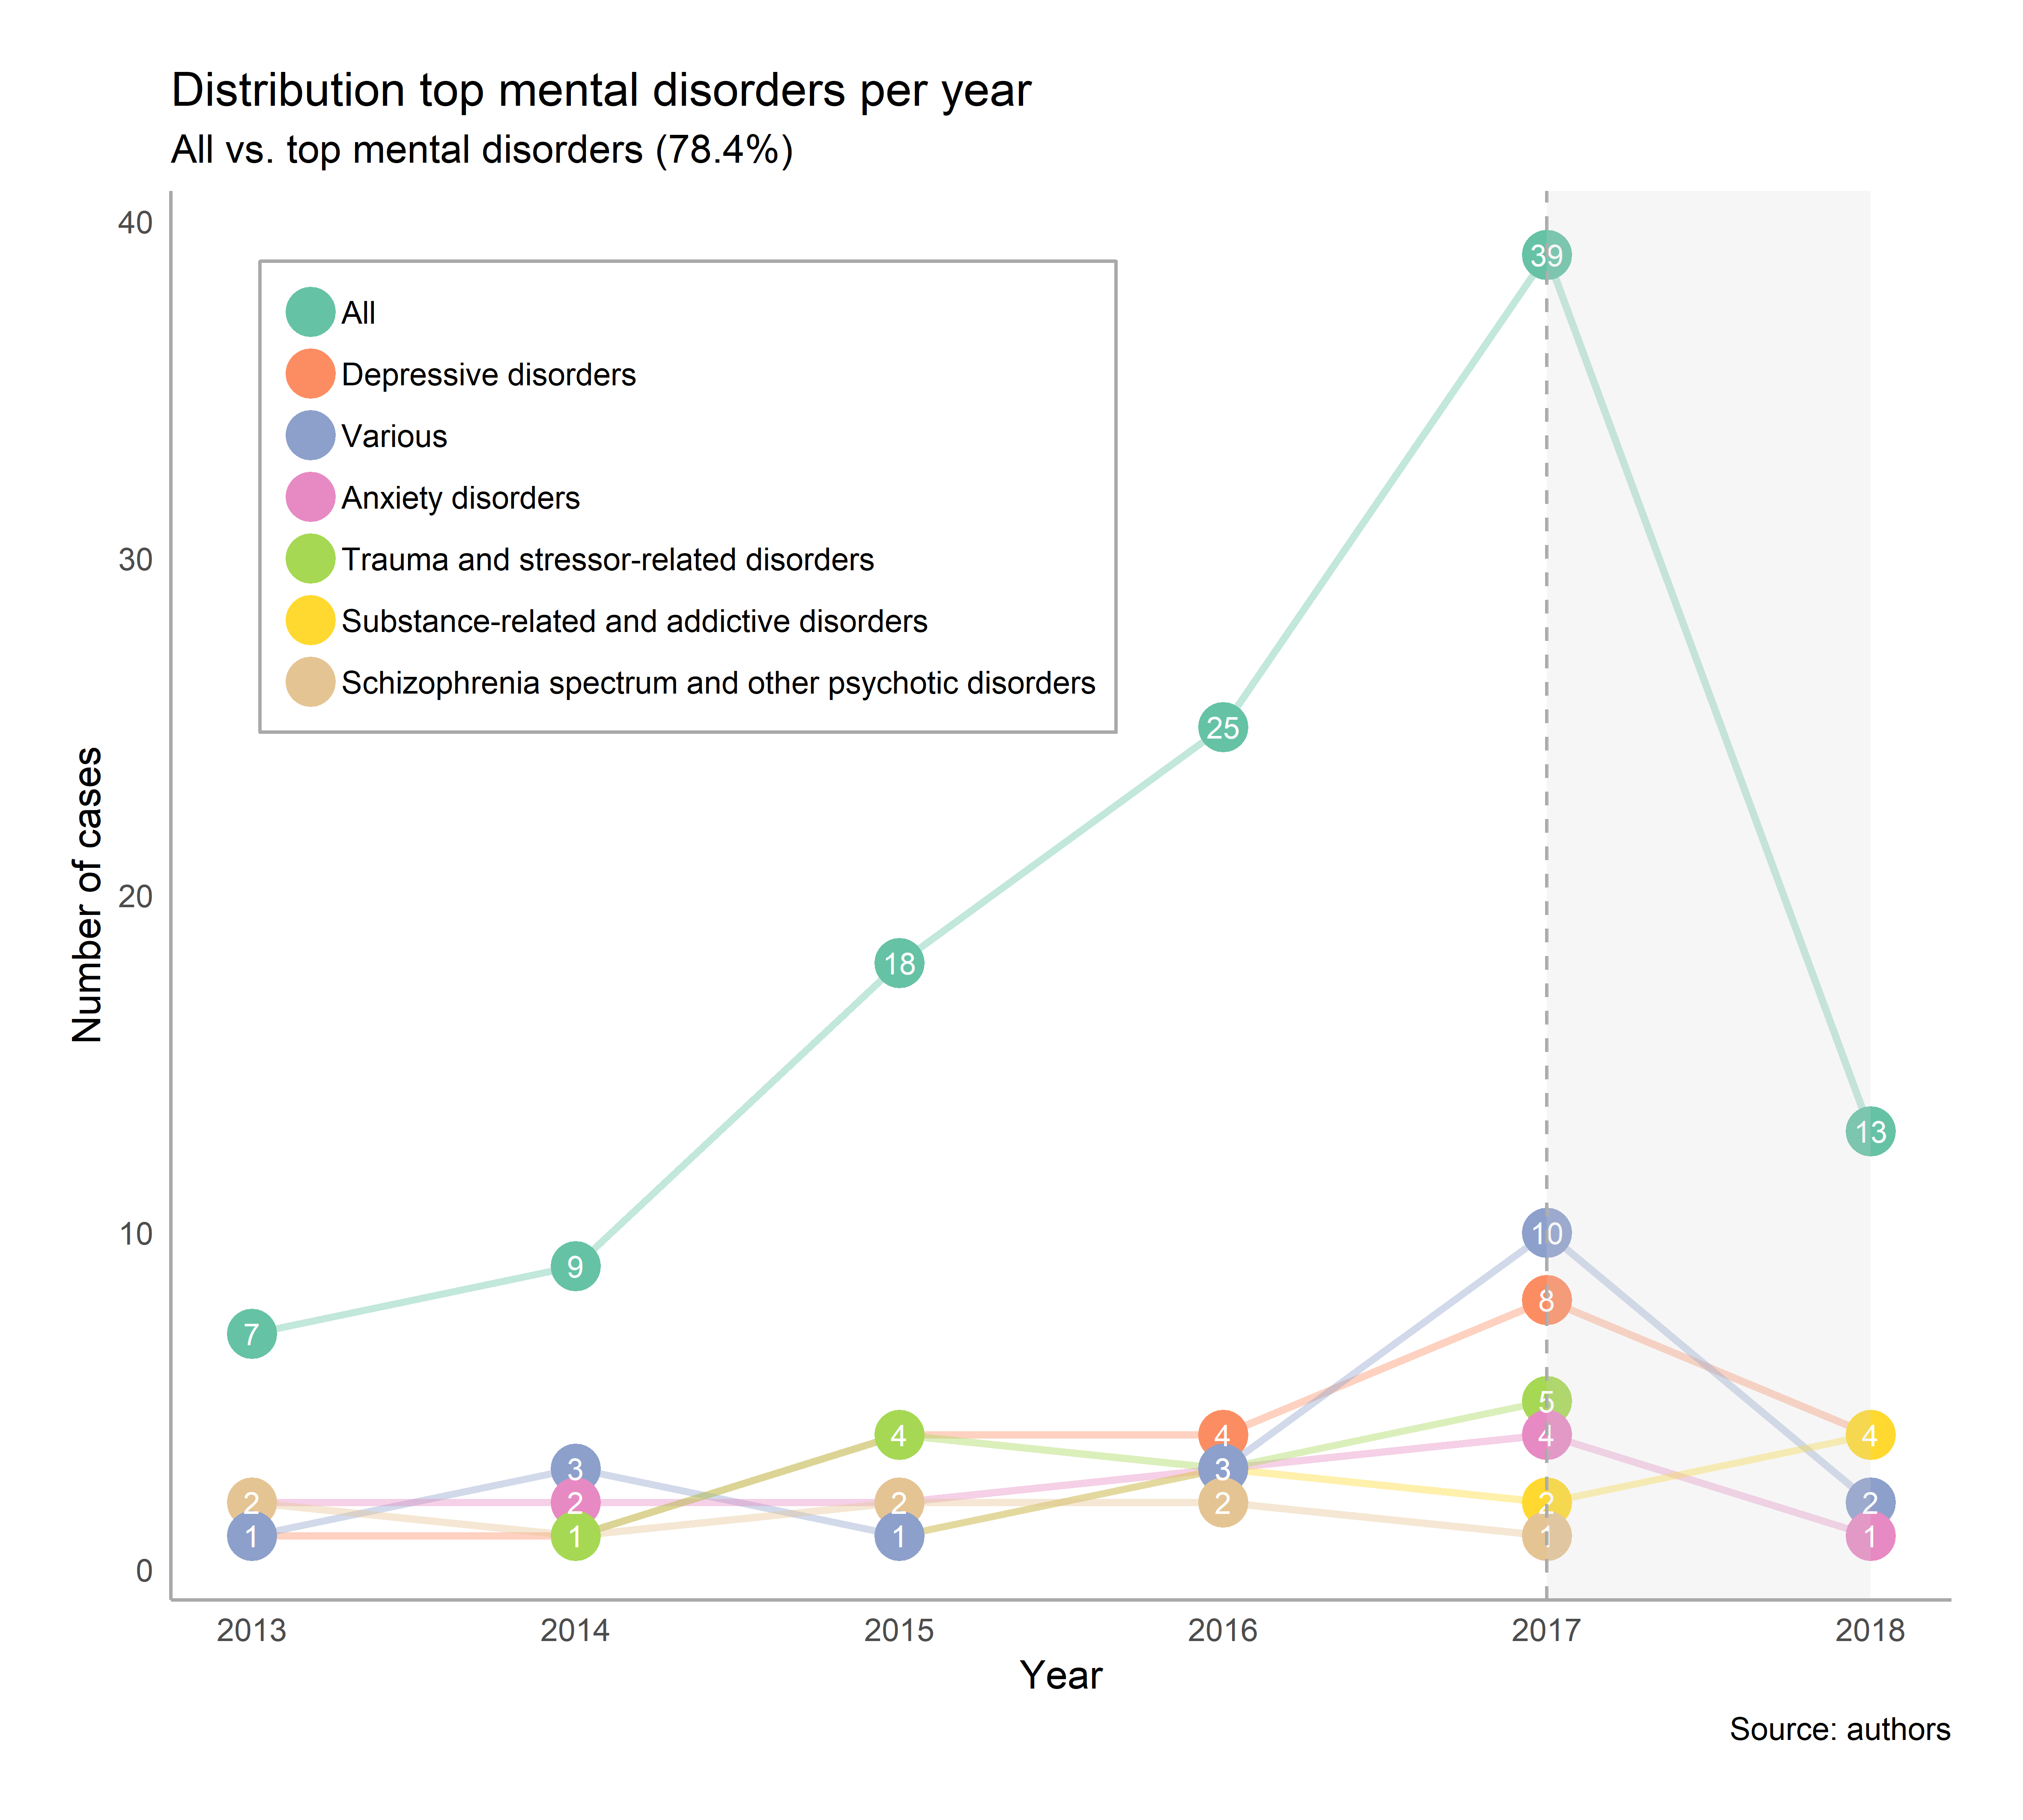 Distribution top mental disorders per year
All vs. top mental disorders (78.4%)
40
30
20
10
0
Number of cases
All
Depressive disorders
Various
Anxiety disorders
Trauma and stressor-related disorders
Substance-related and addictive disorders
Schizophrenia spectrum and other psychotic disorders
39
25
18
13
10
9
8
7
5
4 4 4 4
3 3
2 2 2 2 2 2
1 1 1 1 1
2013 2014 2015 2016 2017 2018
Year
Source: authors